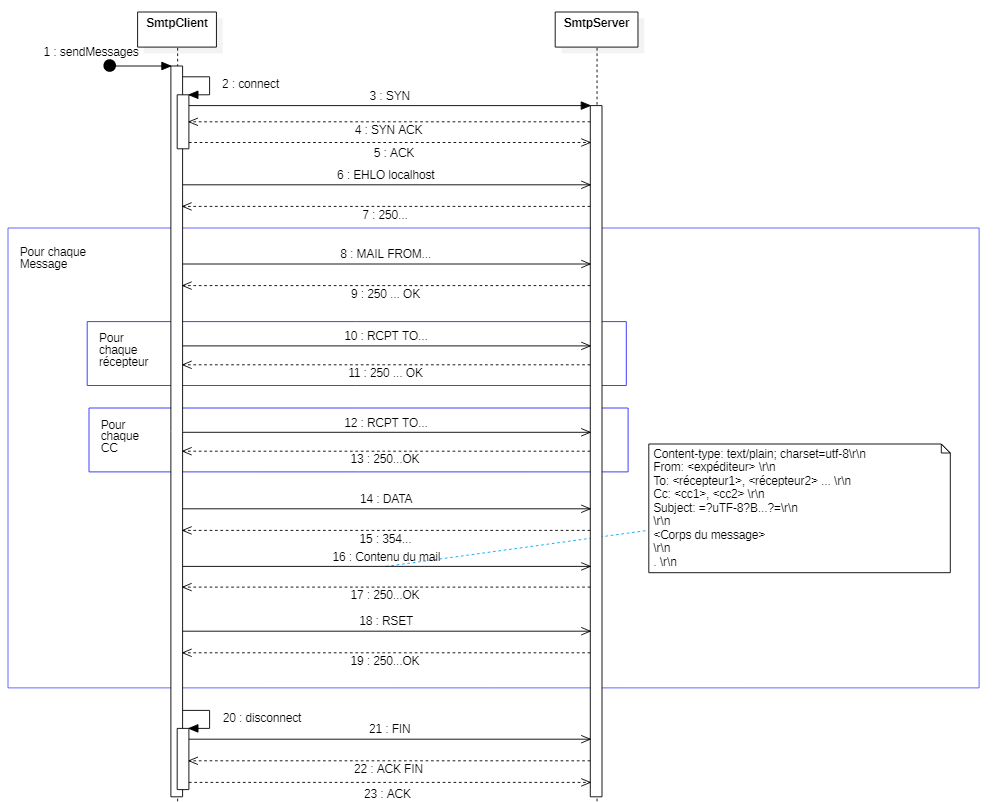 SmtpClient
SmtpServer
1 : sendMessages
2 : connect
3 : SYN
4 : SYN ACK
5 : ACK
6 : EHLO localhost
7 : 250...
Pour chaque
Message
8 : MAIL FROM...
9 : 250 ... OK
Pour
chaque
récepteur
10 : RCPT TO...
11 : 250 ... OK
Pour
chaque
CC
12 : RCPT TO...
13 : 250...OK
Content-type: text/plain; charset=utf-8\r\n
From: <expéditeur> \r\n
To: <récepteur1>, <récepteur2> ... \r\n
Cc: <cc1>, <cc2> \r\n
Subject: =?uTF-8?B...?=\r\n
\r\n
<Corps du message>
\r\n
. \r\n
14 : DATA
15 : 354...
16 : Contenu du mail
17 : 250...OK
18 : RSET
19 : 250...OK
20 : disconnect
21 : FIN
22 : ACK FIN
23 : ACK